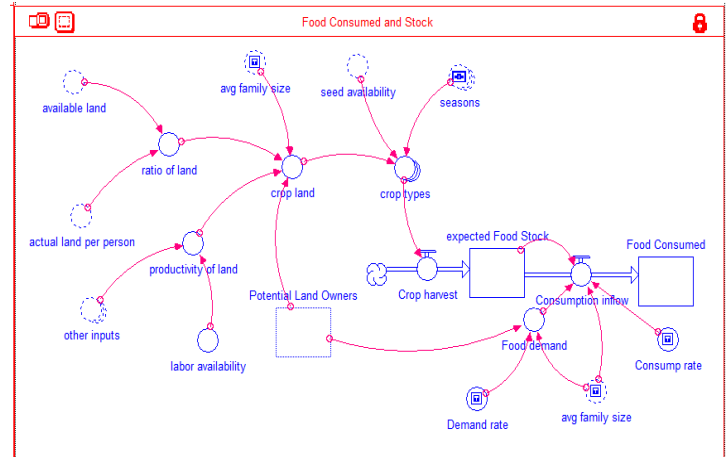 Food Consumed and Stock
avg family size
seed availability
seasons
available land
ratio of land
crop land
crop types
actual land per person
productivity of land
expected Food Stock
Food Consumed
Crop harvest
Consumption inflow
Potential Land Owners
other inputs
labor availability
Food demand
Consump rate
Demand rate
avg family size